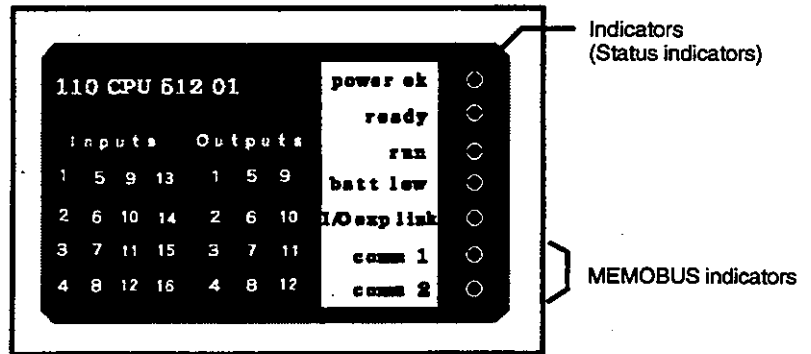 Indicators
(Status indicators)
110 CPU 512 01
power ok
ready
run
batt low
I/O exp link
comm 1
comm 2
Inputs Outputs
1 5 9 13 1 5 9
2 6 10 14 2 6 10
3 7 11 15 3 7 11
4 8 12 16 4 8 12
MEMOBUS indicators